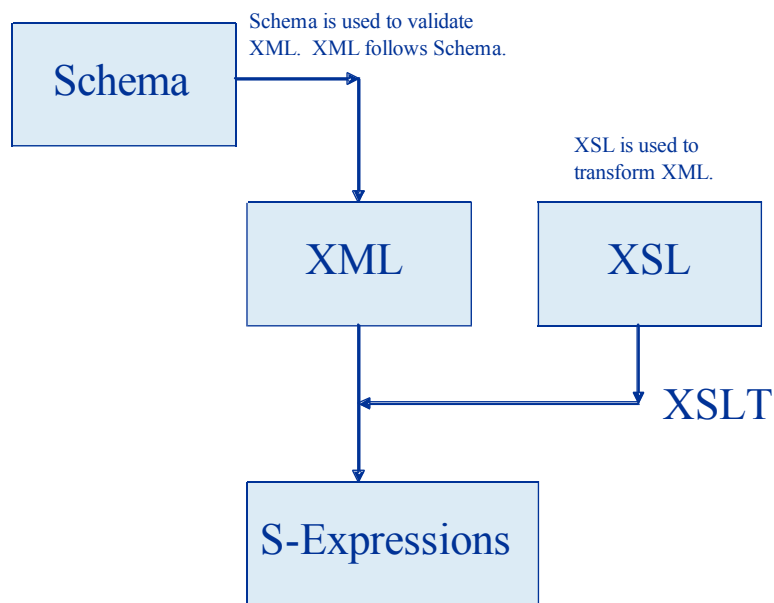 Schema is used to validate
XML.  XML follows Schema.
Schema
XSL is used to
transform XML.
XML
XSL
XSLT
S-Expressions